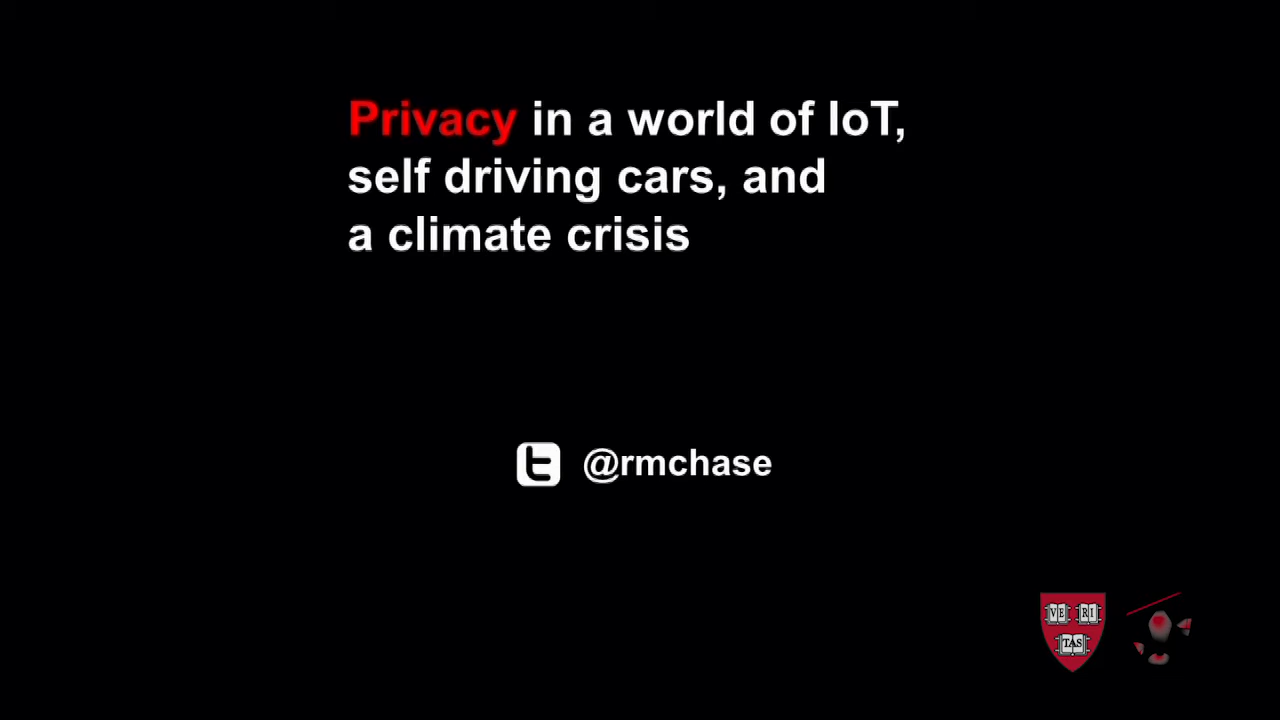 Privacy in a world of IoT,
self driving cars, and
a climate crisis
@rmchase
VE RI
TAS